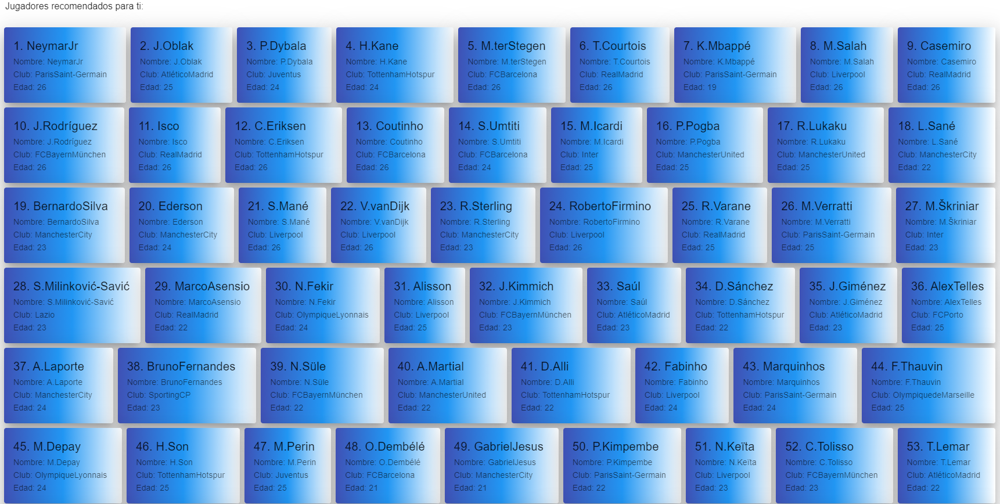 Jugadores recomendados para ti:
1. NeymarJr
Nombre: NeymarJr
Club: ParisSaint-Germain
Edad: 26
2. J.Oblak
Nombre: J.Oblak
Club: AtléticoMadrid
Edad: 25
3. P.Dybala
Nombre: P.Dybala
Club: Juventus
Edad: 24
4. H.Kane
Nombre: H.Kane
Club: TottenhamHotspur
Edad: 24
5. M.terStegen
Nombre: M.terStegen
Club: FCBarcelona
Edad: 26
6. T.Courtois
Nombre: T.Courtois
Club: RealMadrid
Edad: 26
7. K.Mbappé
Nombre: K.Mbappé
Club: ParisSaint-Germain
Edad: 19
8. M.Salah
Nombre: M.Salah
Club: Liverpool
Edad: 26
9. Casemiro
Nombre: Casemiro
Club: RealMadrid
Edad: 26
10. J.Rodríguez
Nombre: J.Rodríguez
Club: FCBayernMünchen
Edad: 26
11. Isco
Nombre: Isco
Club: RealMadrid
Edad: 26
12. C.Eriksen
Nombre: C.Eriksen
Club: TottenhamHotspur
Edad: 26
13. Coutinho
Nombre: Coutinho
Club: FCBarcelona
Edad: 26
14. S.Umtiti
Nombre: S.Umtiti
Club: FCBarcelona
Edad: 24
15. M.Icardi
Nombre: M.Icardi
Club: Inter
Edad: 25
16. P.Pogba
Nombre: P.Pogba
Club: ManchesterUnited
Edad: 25
17. R.Lukaku
Nombre: R.Lukaku
Club: ManchesterUnited
Edad: 25
18. L.Sané
Nombre: L.Sané
Club: ManchesterCity
Edad: 22
19. BernardoSilva
Nombre: BernardoSilva
Club: ManchesterCity
Edad: 23
20. Ederson
Nombre: Ederson
Club: ManchesterCity
Edad: 24
21. S.Mané
Nombre: S.Mané
Club: Liverpool
Edad: 26
22. V.vanDijk
Nombre: V.vanDijk
Club: Liverpool
Edad: 26
23. R.Sterling
Nombre: R.Sterling
Club: ManchesterCity
Edad: 23
24. RobertoFirmino
Nombre: RobertoFirmino
Club: Liverpool
Edad: 26
25. R.Varane
Nombre: R.Varane
Club: RealMadrid
Edad: 25
26. M.Verratti
Nombre: M.Verratti
Club: ParisSaint-Germain
Edad: 25
27. M.Škriniar
Nombre: M.Škriniar
Club: Inter
Edad: 23
28. S.Milinković-Savić
Nombre: S.Milinković-Savić
Club: Lazio
Edad: 23
29. MarcoAsensio
Nombre: MarcoAsensio
Club: RealMadrid
Edad: 22
30. N.Fekir
Nombre: N.Fekir
Club: OlympiqueLyonnais
Edad: 24
31. Alisson
Nombre: Alisson
Club: Liverpool
Edad: 25
32. J.Kimmich
Nombre: J.Kimmich
Club: FCBayernMünchen
Edad: 23
33. Saúl
Nombre: Saúl
Club: AtléticoMadrid
Edad: 23
34. D.Sánchez
Nombre: D.Sánchez
Club: TottenhamHotspur
Edad: 22
35. J.Giménez
Nombre: J.Giménez
Club: AtléticoMadrid
Edad: 23
36. AlexTelles
Nombre: AlexTelles
Club: FCPorto
Edad: 25
37. A.Laporte
Nombre: A.Laporte
Club: ManchesterCity
Edad: 24
38. BrunoFernandes
Nombre: BrunoFernandes
Club: SportingCP
Edad: 23
39. N.Süle
Nombre: N.Süle
Club: FCBayernMünchen
Edad: 22
40. A.Martial
Nombre: A.Martial
Club: ManchesterUnited
Edad: 22
41. D.Alli
Nombre: D.Alli
Club: TottenhamHotspur
Edad: 22
42. Fabinho
Nombre: Fabinho
Club: Liverpool
Edad: 24
43. Marquinhos
Nombre: Marquinhos
Club: ParisSaint-Germain
Edad: 24
44. F.Thauvin
Nombre: F.Thauvin
Club: OlympiquedeMarseille
Edad: 25
45. M.Depay
Nombre: M.Depay
Club: OlympiqueLyonnais
Edad: 24
46. H.Son
Nombre: H.Son
Club: TottenhamHotspur
Edad: 25
47. M.Perin
Nombre: M.Perin
Club: Juventus
Edad: 25
48. O.Dembélé
Nombre: O.Dembélé
Club: FCBarcelona
Edad: 21
49. GabrielJesus
Nombre: GabrielJesus
Club: ManchesterCity
Edad: 21
50. P.Kimpembe
Nombre: P.Kimpembe
Club: ParisSaint-Germain
Edad: 22
51. N.Keïta
Nombre: N.Keïta
Club: Liverpool
Edad: 23
52. C.Tolisso
Nombre: C.Tolisso
Club: FCBayernMünchen
Edad: 23
53. T.Lemar
Nombre: T.Lemar
Club: AtléticoMadrid
Edad: 22